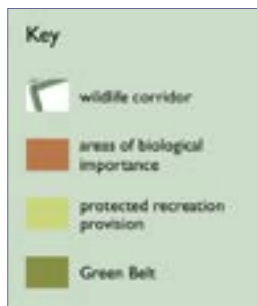 Key
wildlife corridor
areas of biological
importance
protected recreation
provision
Green Belt